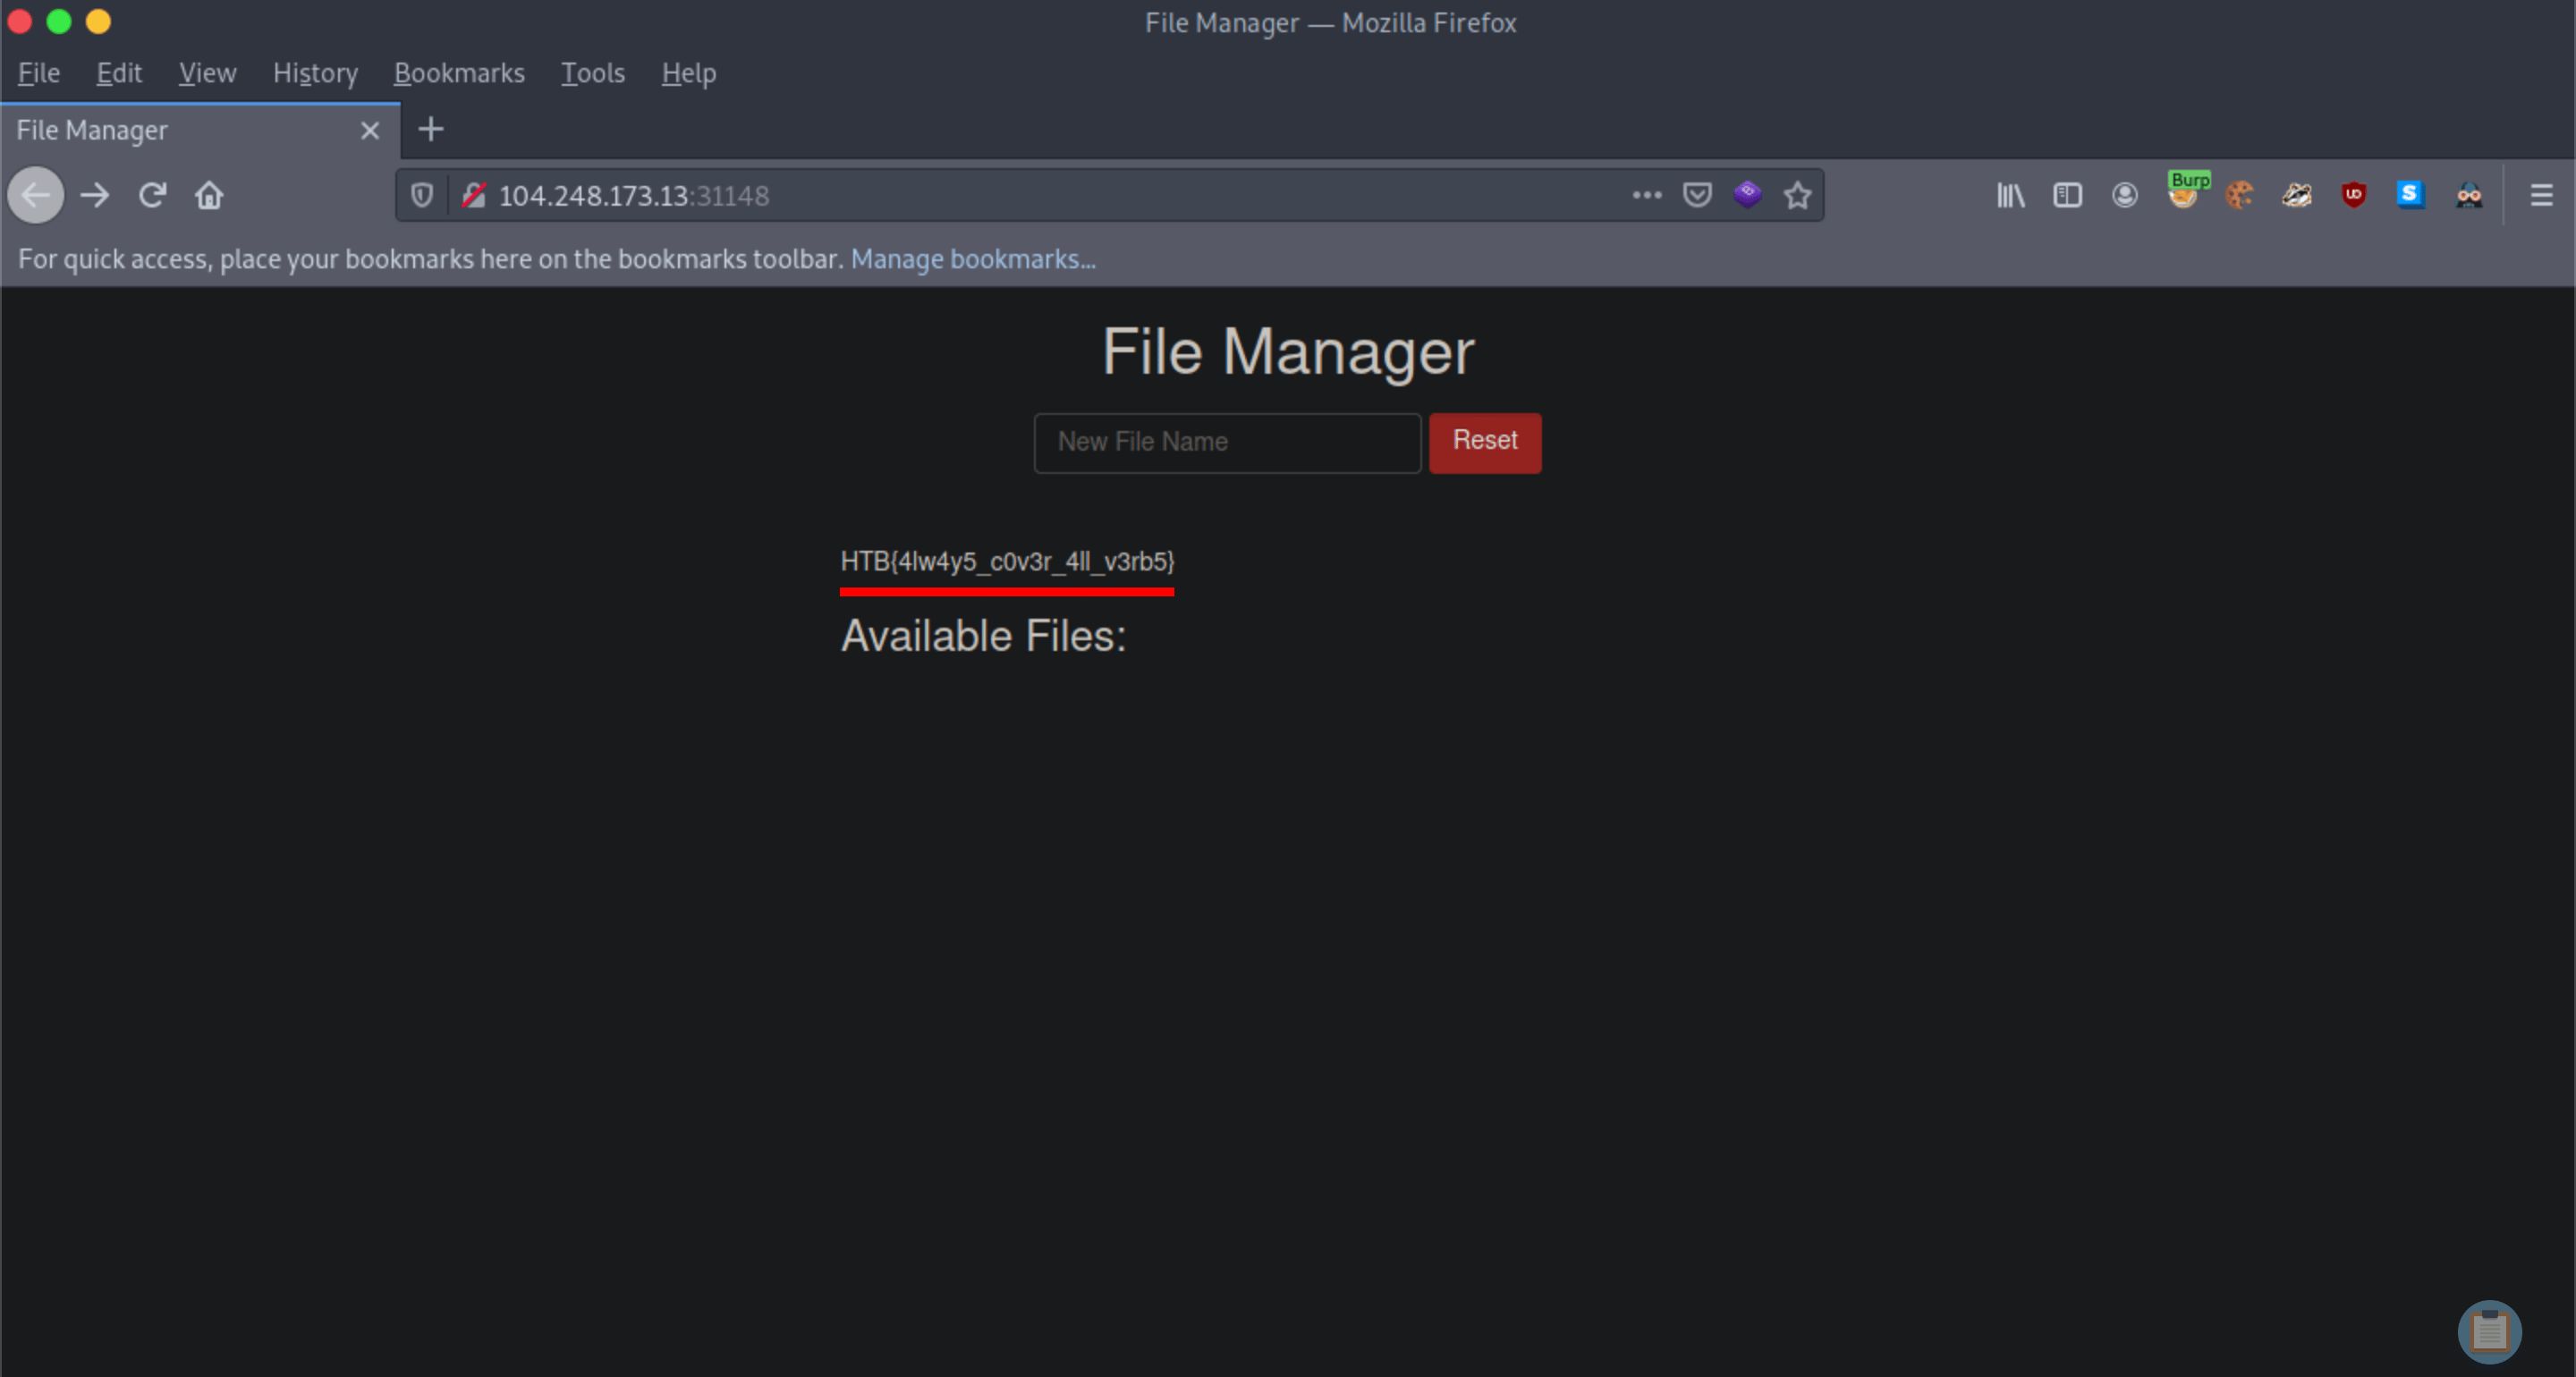 File Manager — Mozilla Firefox
File Edit View History Bookmarks Tools Help
File Manager
104.248.173.13:31148
Burp
UD
S
For quick access, place your bookmarks here on the bookmarks toolbar. Manage bookmarks...
File Manager
New File Name
Reset
HTB{4lw4y5_c0v3r_4ll_v3rb5}
Available Files: